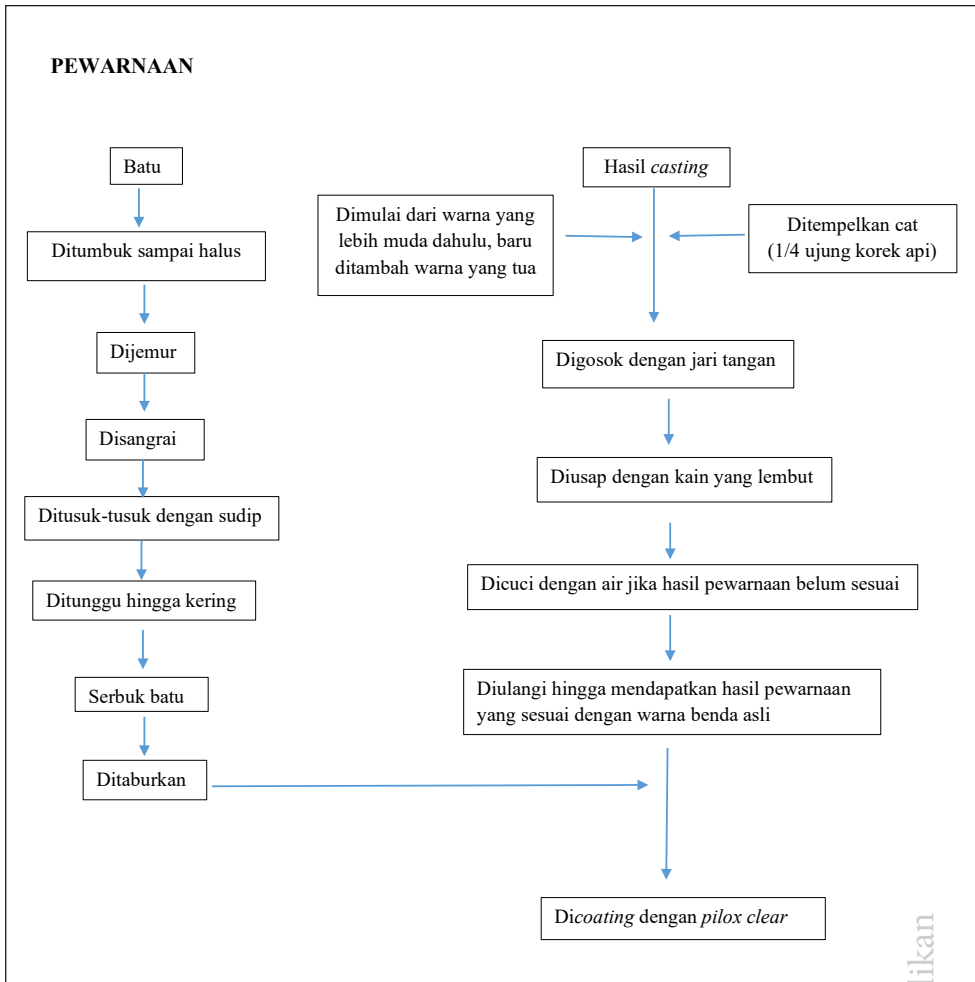 PEWARNAAN
Batu
Ditumbuk sampai halus
Dijemur
Disangrai
Ditusuk-tusuk dengan sudip
Ditunggu hingga kering
Serbuk batu
Ditaburkan
Hasil casting
Dimulai dari warna yang
lebih muda dahulu, baru
ditambah warna yang tua
Ditempelkan cat
(1/4 ujung korek api)
Digosok dengan jari tangan
Diusap dengan kain yang lembut
Dicuci dengan air jika hasil pewarnaan belum sesuai
Diulangi hingga mendapatkan hasil pewarnaan
yang sesuai dengan warna benda asli
Dicoating dengan pilox clear
likan